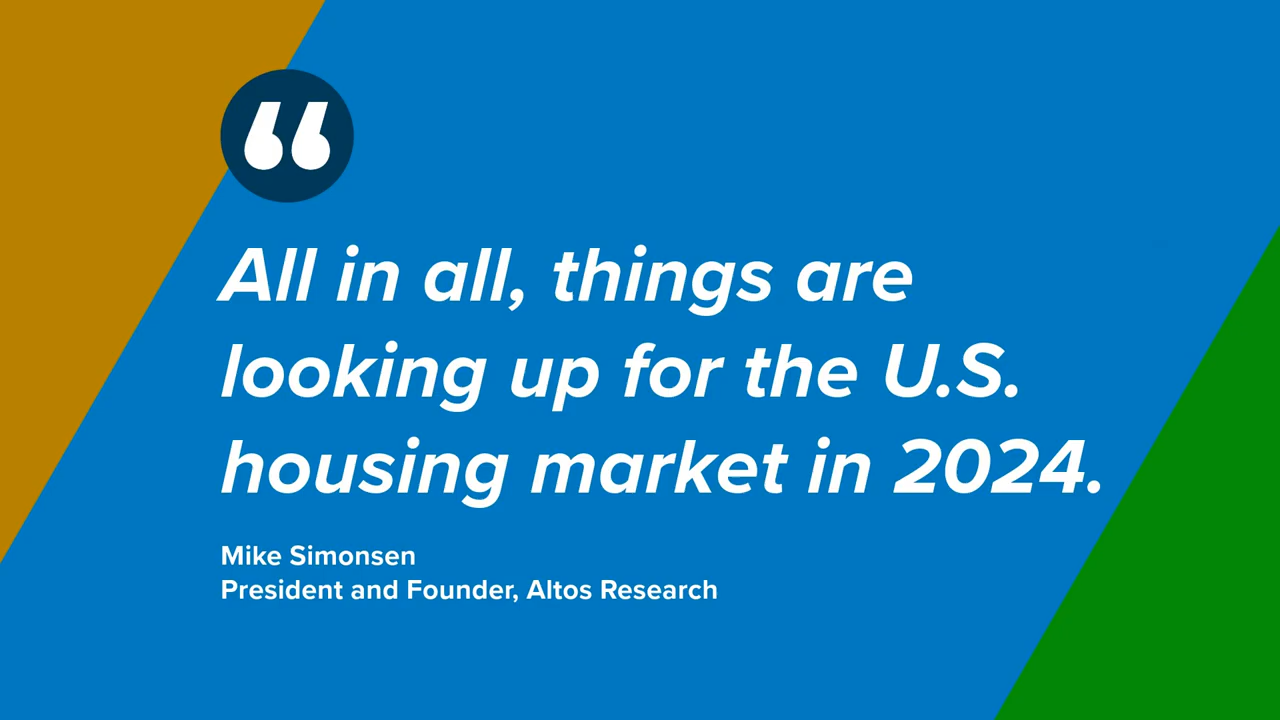 “
All in all, things are
looking up for the U.S.
housing market in 2024.
Mike Simonsen
President and Founder, Altos Research